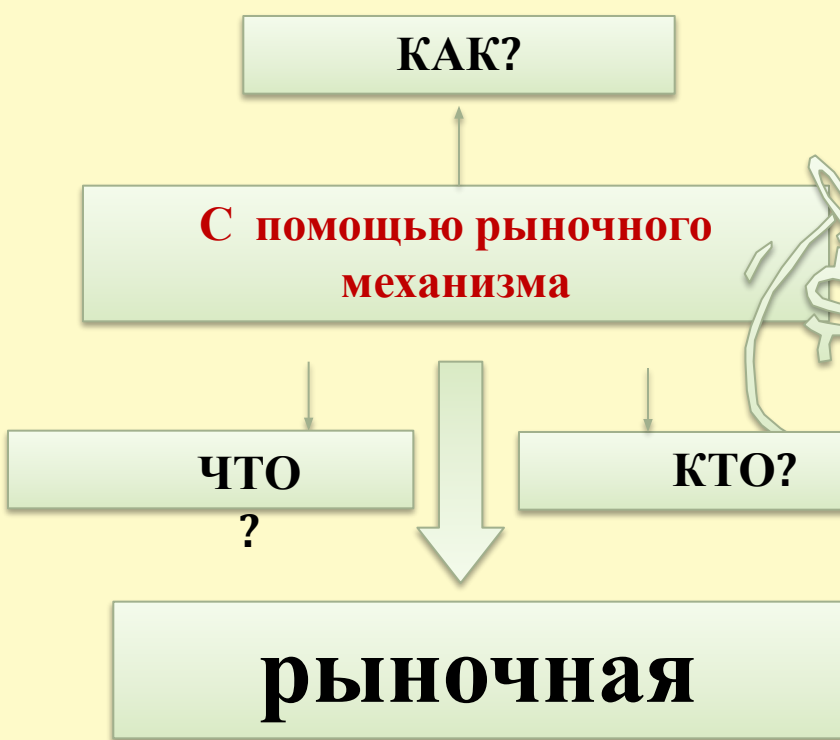 КАК?
С помощью рыночного
механизма
ЧТО
?
КТО?
рыночная